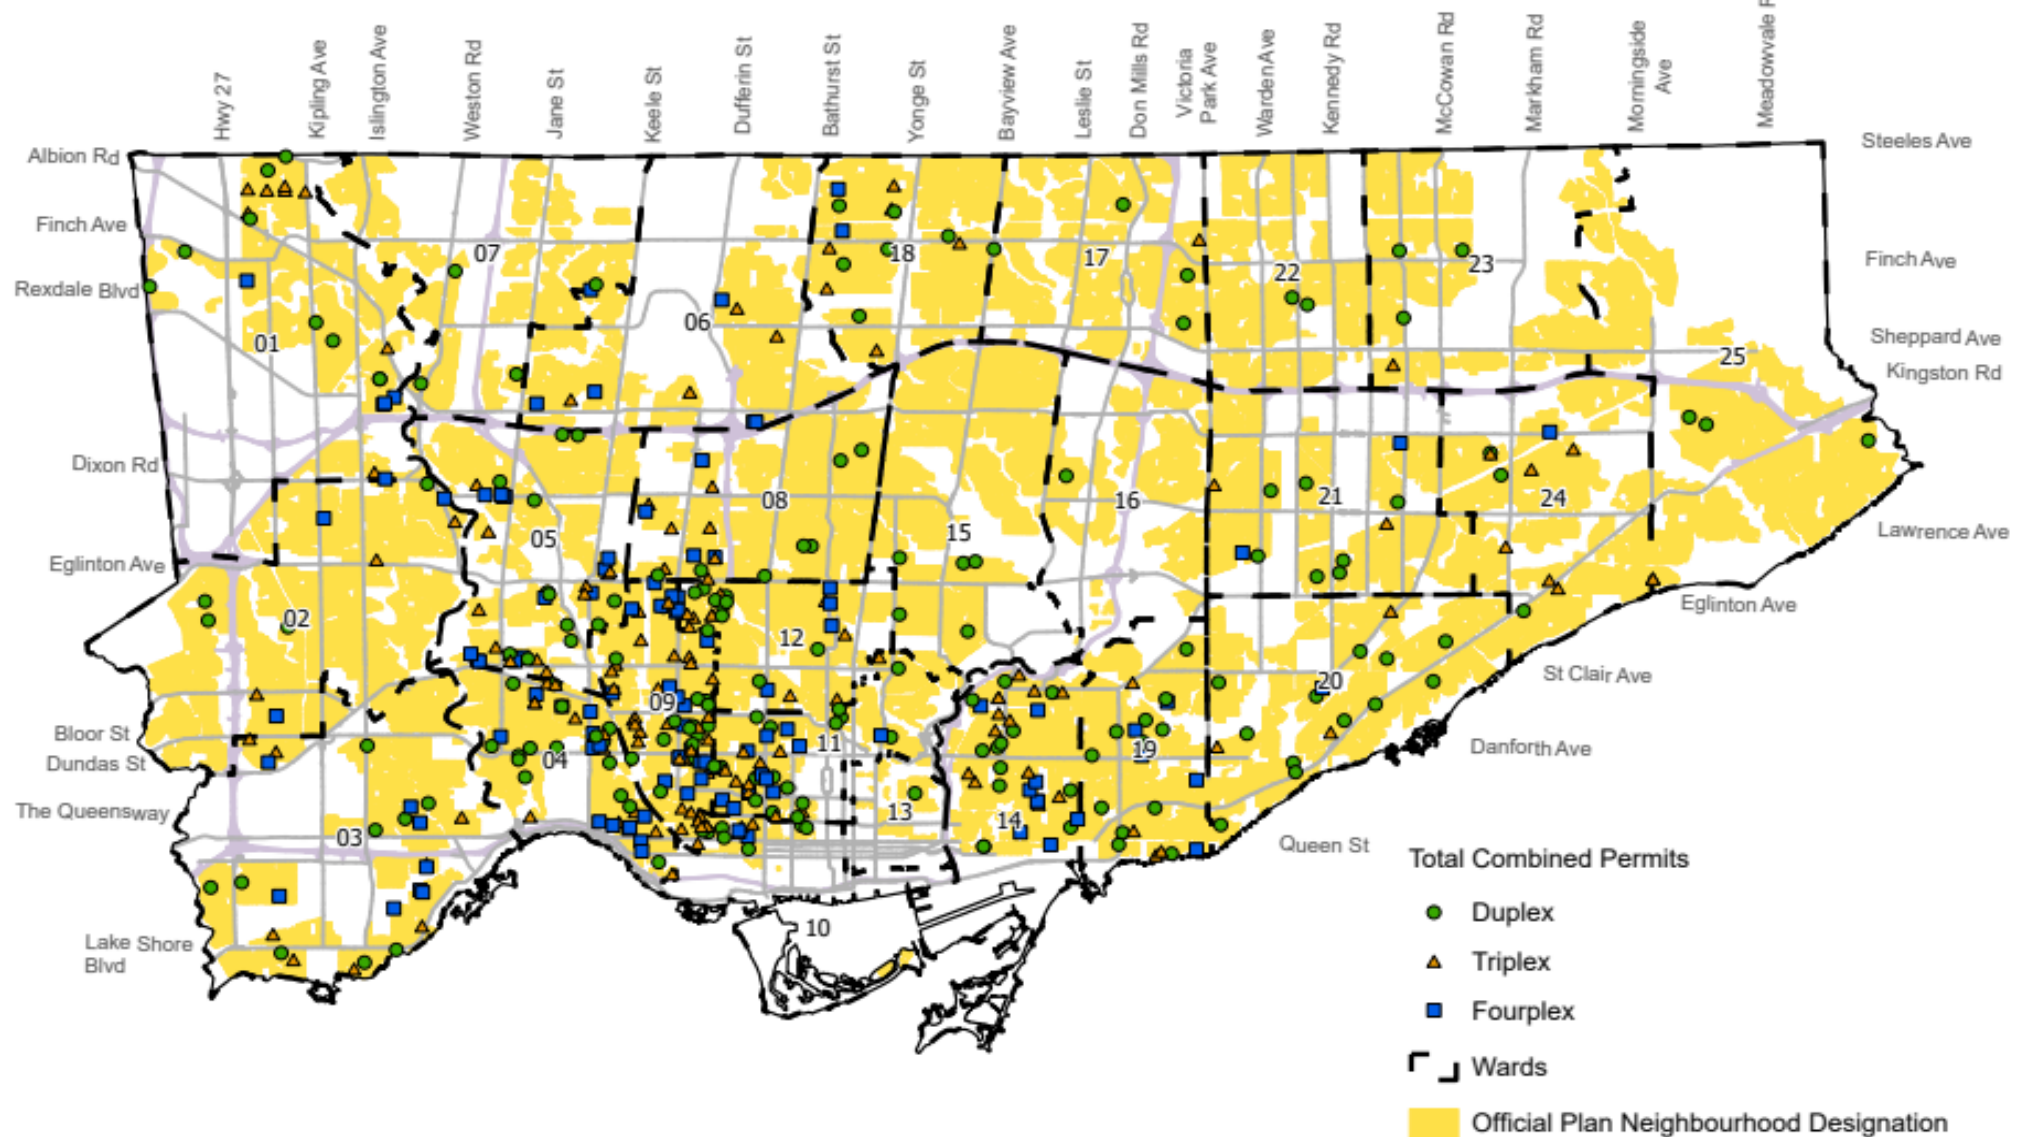 Hwy 27
Kipling Ave
Islington Ave
Weston Rd
Jane St
Keele St
Dufferin St
Bathurst St
Yonge St
Bayview Ave
Leslie St
Don Mills Rd
Victoria
Park Ave
Warden Ave
Kennedy Rd
McCowan Rd
Markham Rd
Morningside
Ave
Meadowvale
Albion Rd
Finch Ave
Rexdale Blvd
Dixon Rd
Eglinton Ave
Bloor St
Dundas St
The Queensway
Lake Shore
Blvd
Steeles Ave
Finch Ave
Sheppard Ave
Kingston Rd
Lawrence Ave
Eglinton Ave
St Clair Ave
Danforth Ave
Queen St
07
18
17
22
23
06
01
25
08
16
21
24
15
05
02
12
09
20
11
19
04
13
14
03
10
Total Combined Permits
Duplex
Triplex
Fourplex
Wards
Official Plan Neighbourhood Designation